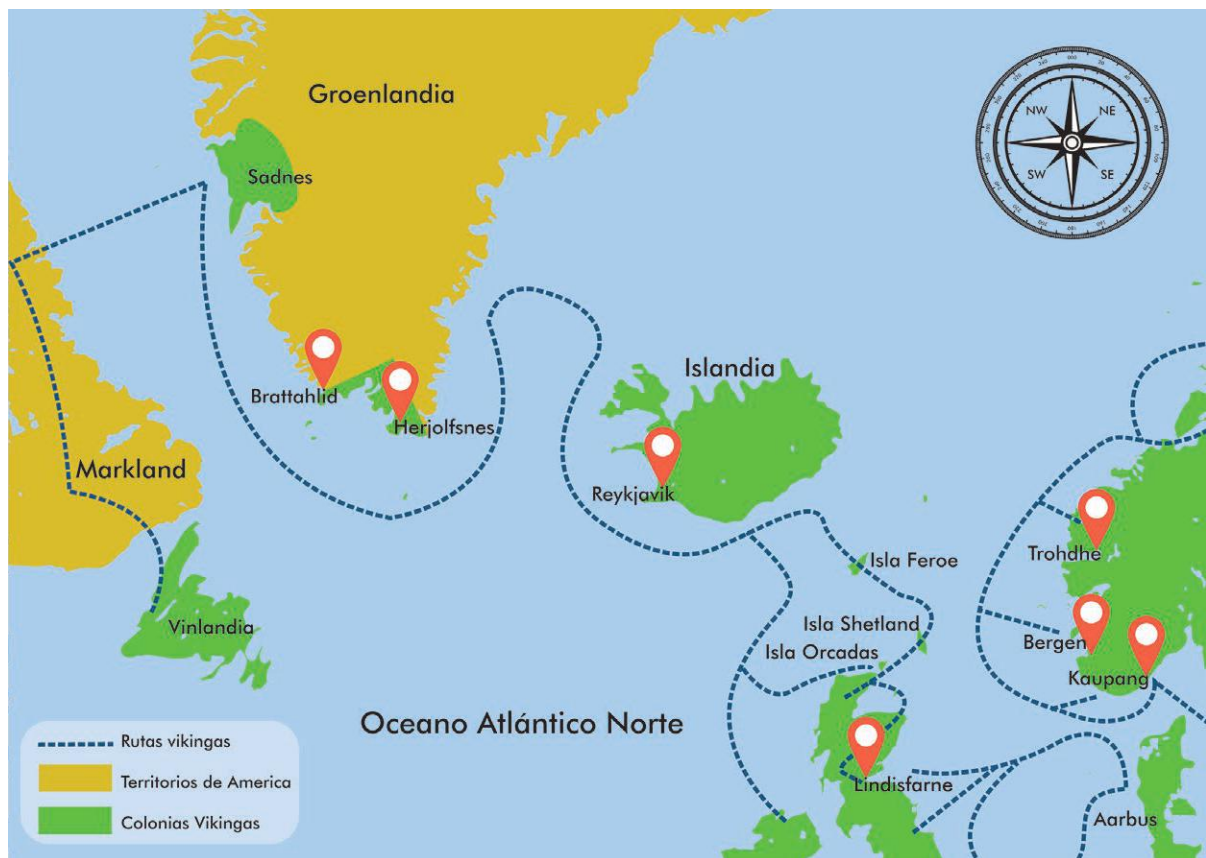 Groenlandia
NW
NE
SW
SE
Sadnes
Brattahlid
Herjolfsnes
Islandia
Reykjavik
Markland
Vinlandia
Isla Feroe
Isla Shetland
Isla Orcadas
Trohdhe
Bergen
Kaupang
Oceano Atlántico Norte
Lindisfarne
Aarbus
Rutas vikingas
Territorios de America
Colonias Vikingas